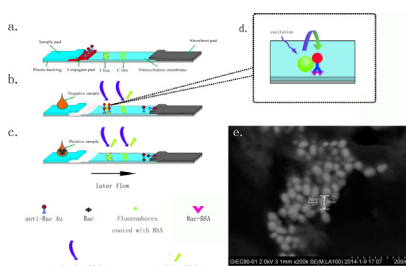 a.
Sample pad
Absorbent pad
Plastic backing
Conjugate pad
T line
C line
Nitrocellulose membrane
b.
Negative sample
c.
Positive sample
later flow
anti-Rac Au
Rac
Fluorophores
coated with BSA
Rac-BSA
d.
excitation
e.
GIEC80-61 2.0kV 3.1mm x200k SE(M,LA100) 2014-1-9 17:07